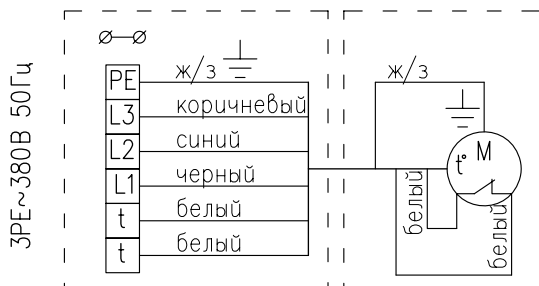 3PE~380В 50Гц
PE ж/з
L3 коричневый
L2 синий
L1 черный
t белый
t белый
ж/з
t° M
белый
белый